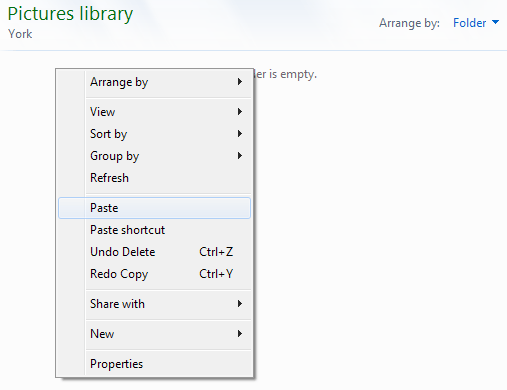 Pictures library
York
Arrange by: Folder
is empty.
Arrange by
View
Sort by
Group by
Refresh
Paste
Paste shortcut
Undo Delete Ctrl+Z
Redo Copy Ctrl+Y
Share with
New
Properties